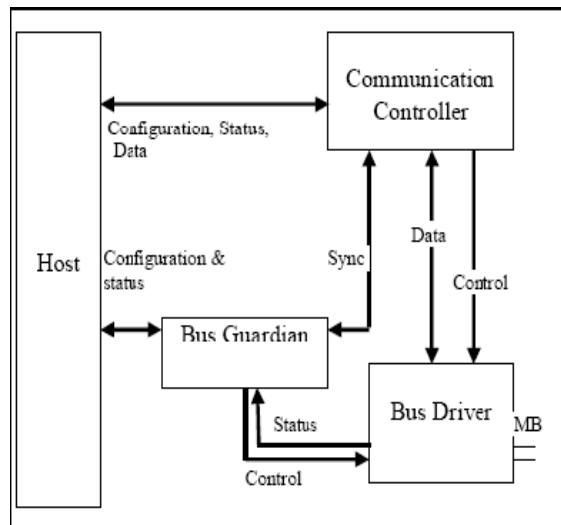 Communication
Controller
Configuration, Status,
Data
Host
Configuration &
status
Sync
Data
Control
Bus Guardian
Bus Driver
MB
Status
Control